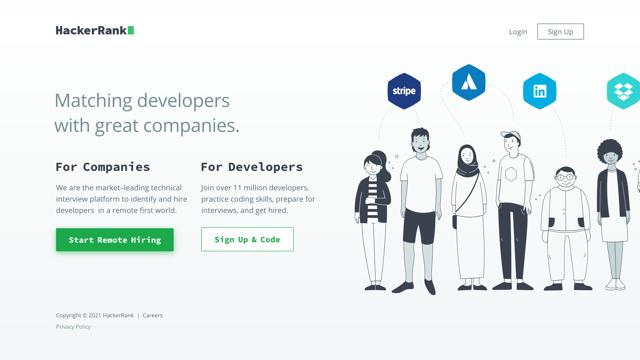 HackerRank
Login
Sign Up
stripe
in
Matching developers
with great companies.
For Companies
We are the market–leading technical
interview platform to identify and hire
developers in a remote first world.
Start Remote Hiring
For Developers
Join over 11 million developers,
practice coding skills, prepare for
interviews, and get hired.
Sign Up & Code
Copyright © 2021 HackerRank | Careers
Privacy Policy